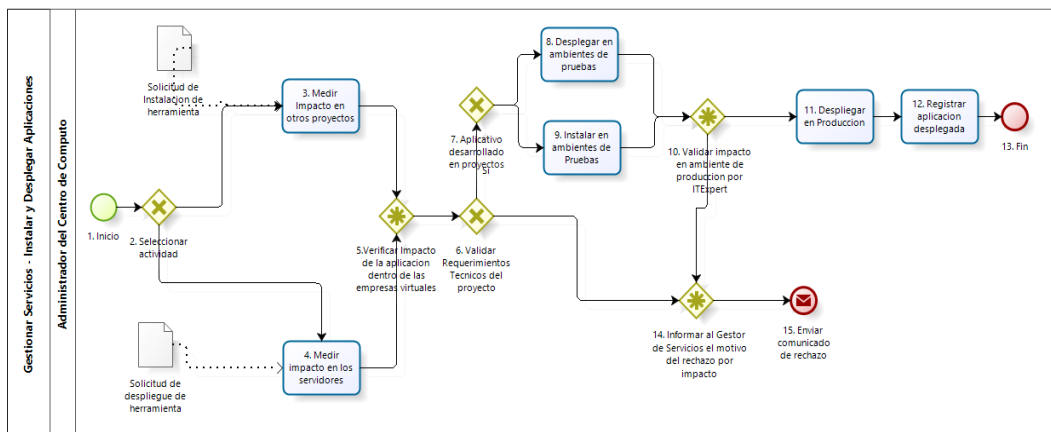 Gestionar Servicios - Instalar y Desplegar Aplicaciones
Administrador del Centro de Computo
Solicitud de
Instalacion de
herramienta
3. Medir
Impacto en
otros proyectos
1. Inicio
2. Seleccionar
actividad
Solicitud de
despliegue de
herramienta
4. Medir
impacto en los
servidores
5.Verificar Impacto
de la aplicacion
dentro de las
empresas virtuales
6. Validar
Requerimientos
Tecnicos del
proyecto
7. Aplicativo
desarrollado
en proyectos
Si
8. Desplegar en
ambientes de
pruebas
9. Instalar en
ambientes de
Pruebas
10. Validar impacto
en ambiente de
produccion por
ITExpert
11. Desplegar
en Produccion
12. Registrar
aplicacion
desplegada
13. Fin
14. Informar al Gestor
de Servicios el motivo
del rechazo por
impacto
15. Enviar
comunicado
de rechazo